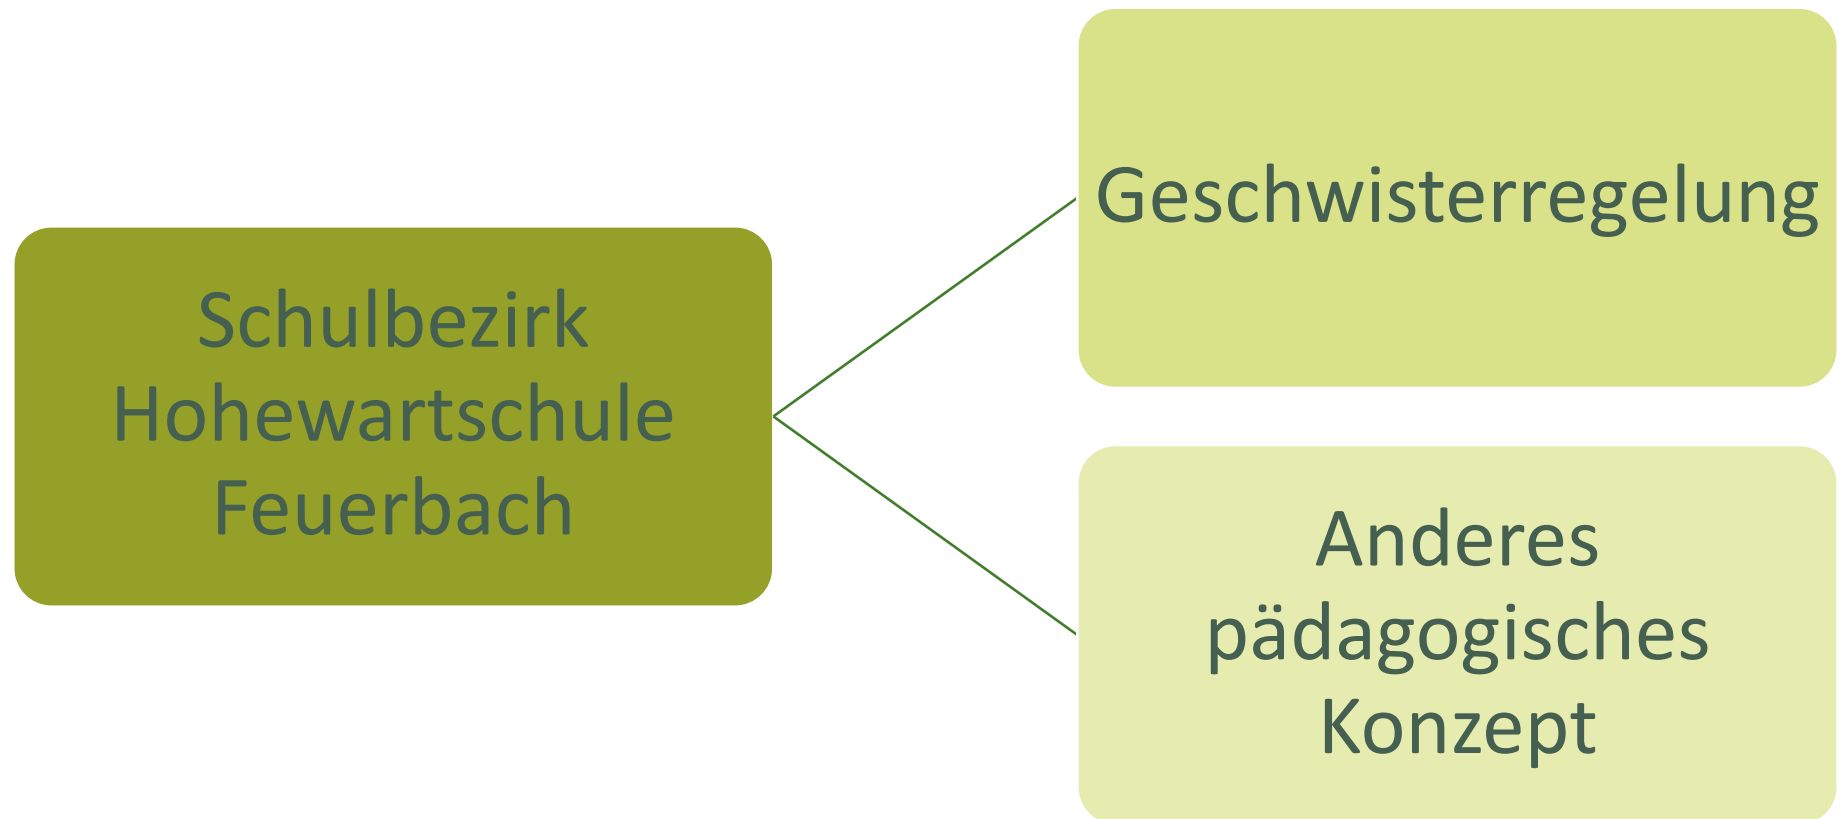 Schulbezirk
Hohewartschule
Feuerbach
Geschwisterregelung
Anderes
pädagogisches
Konzept